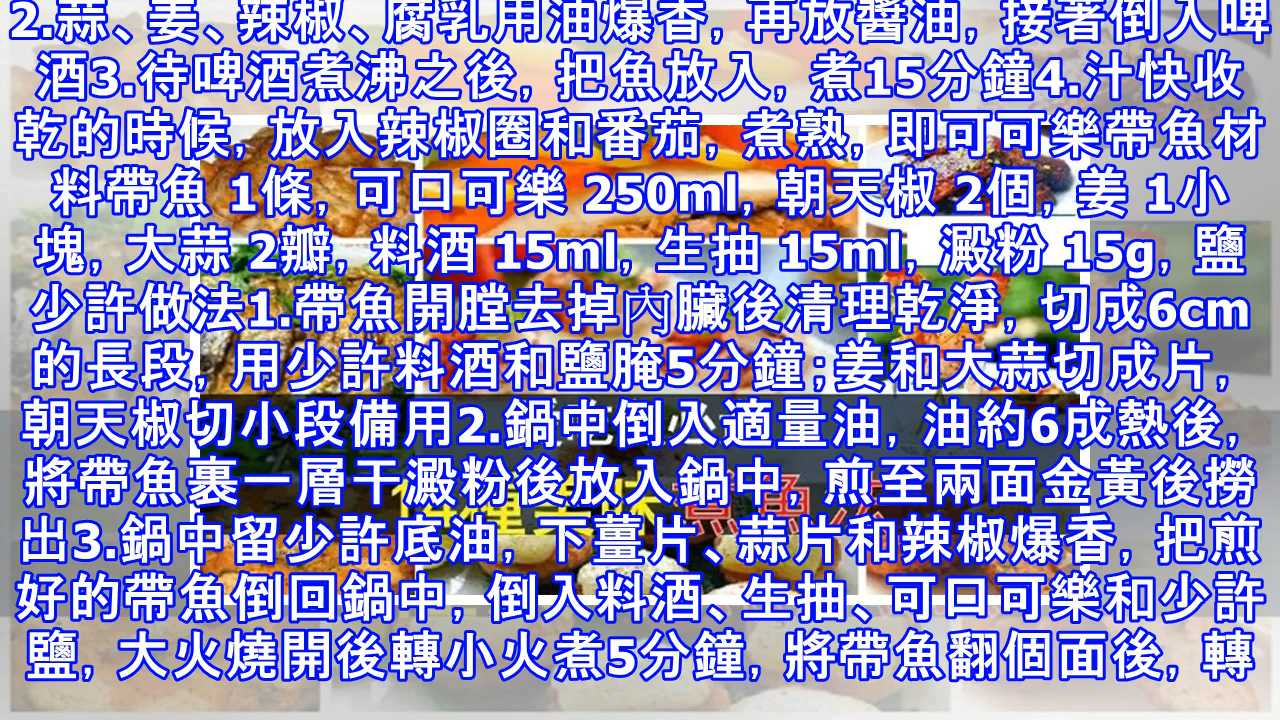 2.蒜、姜、辣椒、腐乳用油爆香, 再放醬油, 接著倒入啤
酒3.待啤酒煮沸之後, 把魚放入, 煮15分鐘4.汁快收
乾的時候, 放入辣椒圈和番茄, 煮熟, 即可可樂帶魚材
料帶魚 1條, 可口可樂 250ml, 朝天椒 2個, 姜 1小
塊, 大蒜 2瓣, 料酒 15ml, 生抽 15ml, 澱粉 15g, 鹽
少許做法1.帶魚開膛去掉內臟後清理乾淨, 切成6cm
的長段, 用少許料酒和鹽腌5分鐘;姜和大蒜切成片,
朝天椒切小段備用2.鍋中倒入適量油, 油約6成熱後,
將帶魚裹一層干澱粉後放入鍋中, 煎至兩面金黃後撈
出3.鍋中留少許底油, 下薑片、蒜片和辣椒爆香, 把煎
好的帶魚倒回鍋中, 倒入料酒、生抽、可口可樂和少許
鹽, 大火燒開後轉小火煮5分鐘, 將帶魚翻個面後, 轉